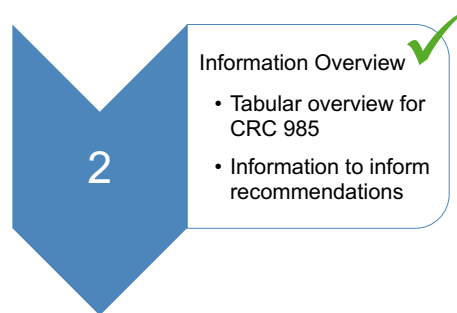 Information Overview
• Tabular overview for
CRC 985
• Information to inform
recommendations
2